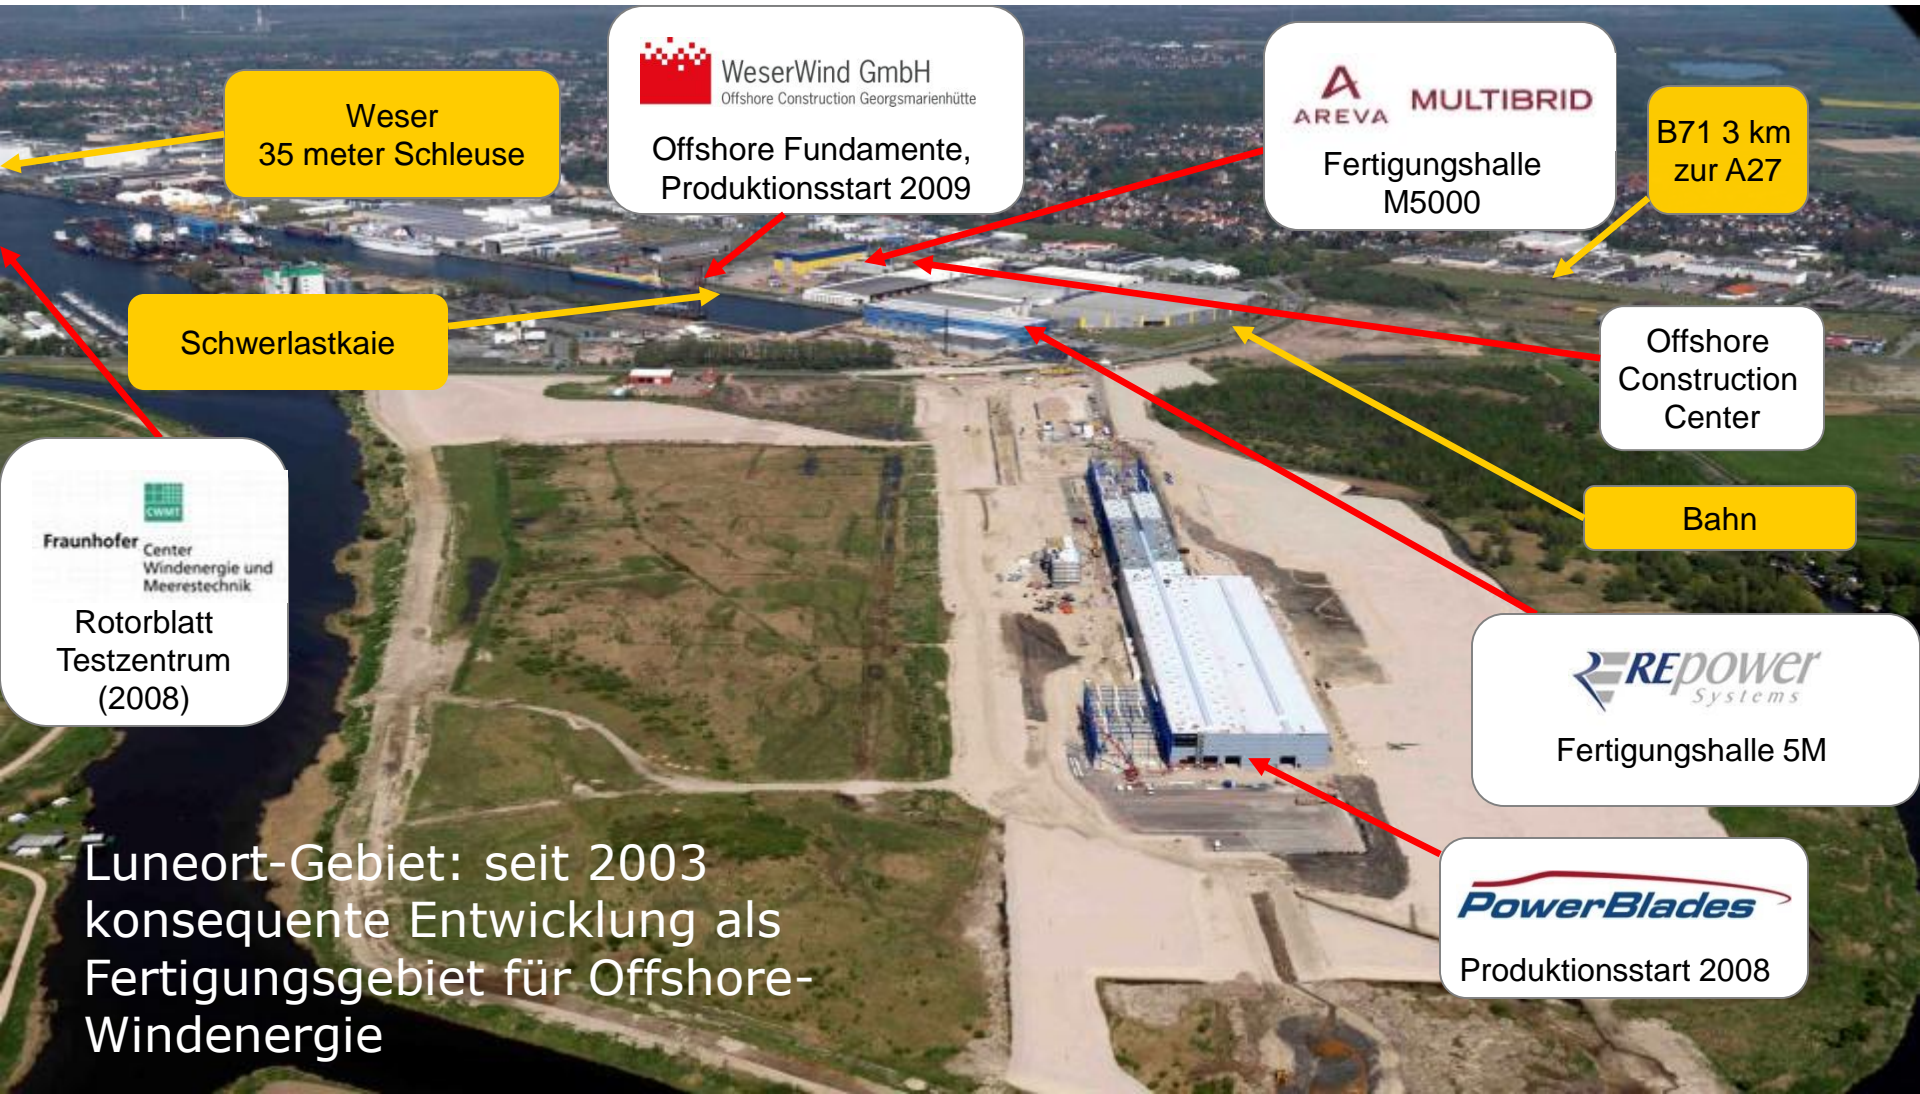 Weser
35 meter Schleuse
WeserWind GmbH
Offshore Construction Georgsmarienhütte
Offshore Fundamente,
Produktionsstart 2009
AREVA MULTIBRID
Fertigungshalle
M5000
B71 3 km
zur A27
Schwerlastkaie
Offshore
Construction
Center
Bahn
CWMT
Fraunhofer Center
Windenergie und
Meerestechnik
Rotorblatt
Testzentrum
(2008)
REpower
Systems
Fertigungshalle 5M
PowerBlades
Produktionsstart 2008
Luneort-Gebiet: seit 2003
konsequente Entwicklung als
Fertigungsgebiet für Offshore-
Windenergie